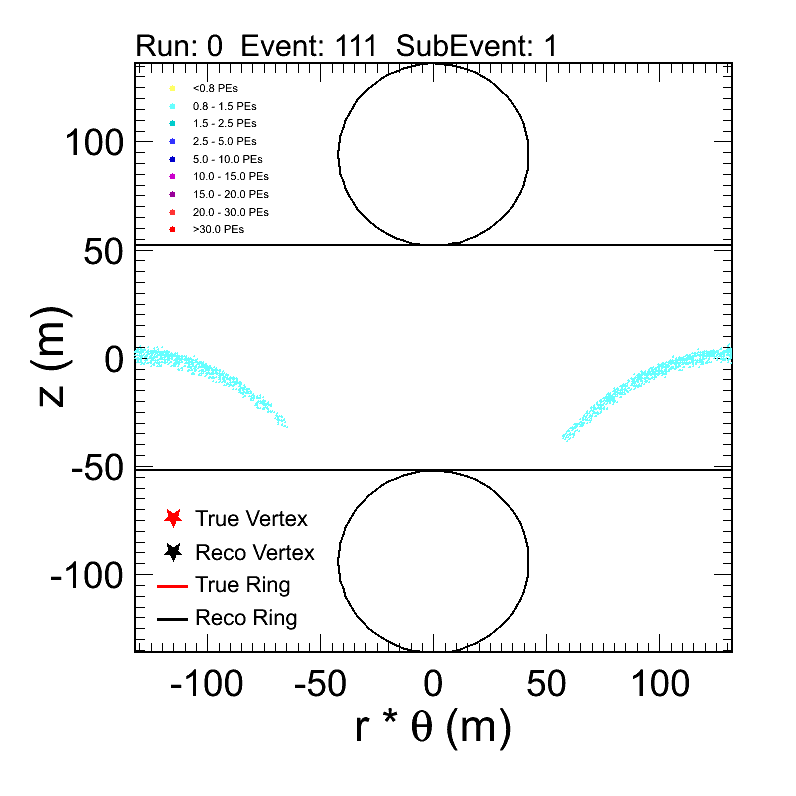 Run: 0  Event: 111  SubEvent: 1
<0.8 PEs
0.8 - 1.5 PEs
1.5 - 2.5 PEs
2.5 - 5.0 PEs
5.0 - 10.0 PEs
10.0 - 15.0 PEs
15.0 - 20.0 PEs
20.0 - 30.0 PEs
>30.0 PEs
100
50
0
-50
-100
z (m)
True Vertex
Reco Vertex
True Ring
Reco Ring
-100 -50 0 50 100
r * θ (m)